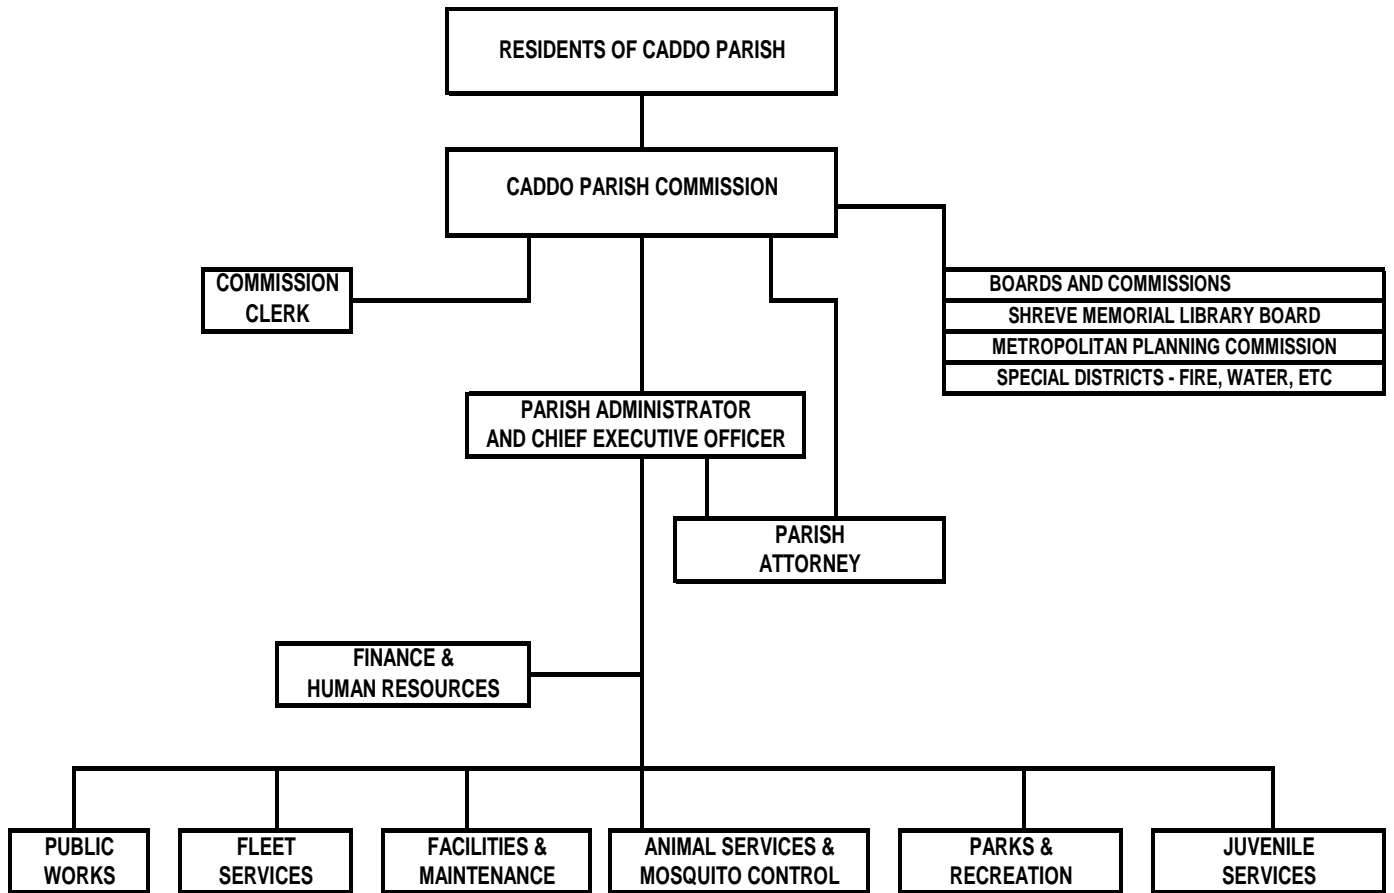 RESIDENTS OF CADDO PARISH
CADDO PARISH COMMISSION
COMMISSION
CLERK
BOARDS AND COMMISSIONS
SHREVE MEMORIAL LIBRARY BOARD
METROPOLITAN PLANNING COMMISSION
SPECIAL DISTRICTS - FIRE, WATER, ETC
PARISH ADMINISTRATOR
AND CHIEF EXECUTIVE OFFICER
PARISH
ATTORNEY
FINANCE &
HUMAN RESOURCES
PUBLIC
WORKS
FLEET
SERVICES
FACILITIES &
MAINTENANCE
ANIMAL SERVICES &
MOSQUITO CONTROL
PARKS &
RECREATION
JUVENILE
SERVICES